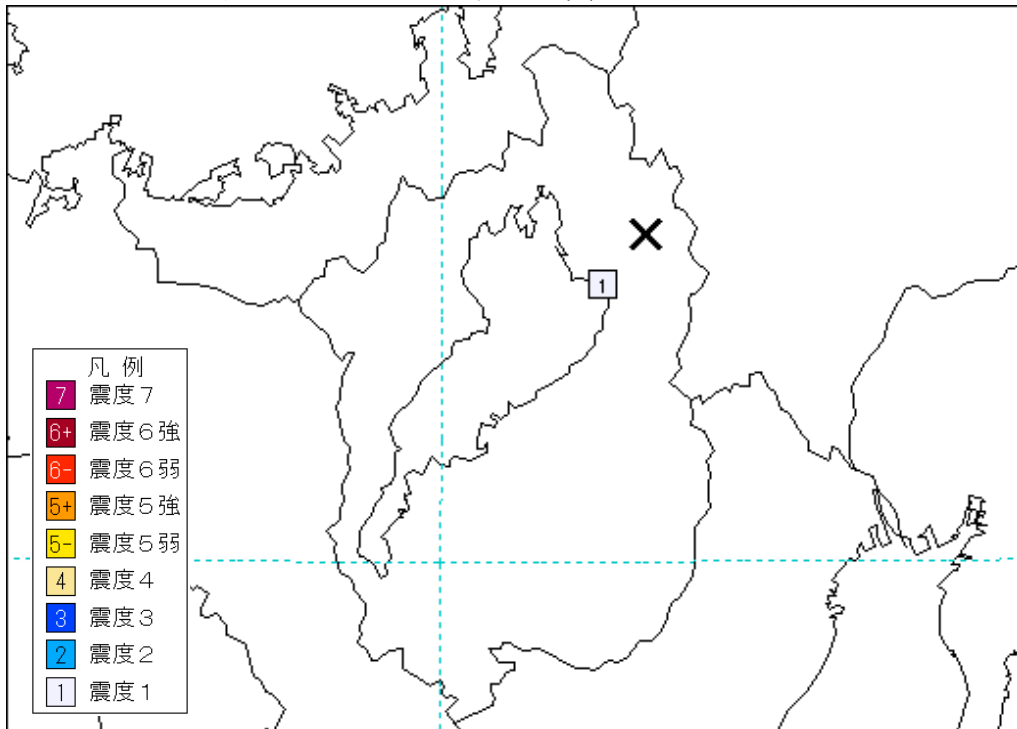 1
凡 例
7 震度７
6+ 震度６強
6- 震度６弱
5+ 震度５強
5- 震度５弱
4 震度４
3 震度３
2 震度２
1 震度１